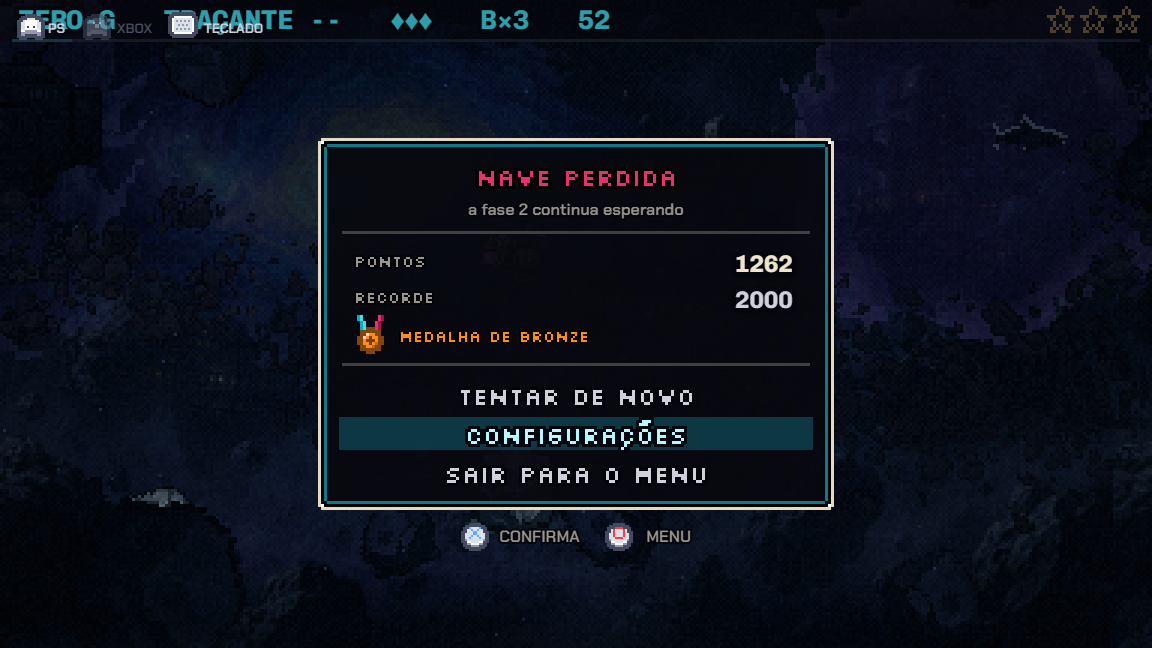 ZERO-G TRAÇANTE -- B×3 52
PS XBOX TECLADO
NAVE PERDIDA
a fase 2 continua esperando
PONTOS 1262
RECORDE 2000
MEDALHA DE BRONZE
TENTAR DE NOVO
CONFIGURAÇÕES
SAIR PARA O MENU
CONFIRMA MENU